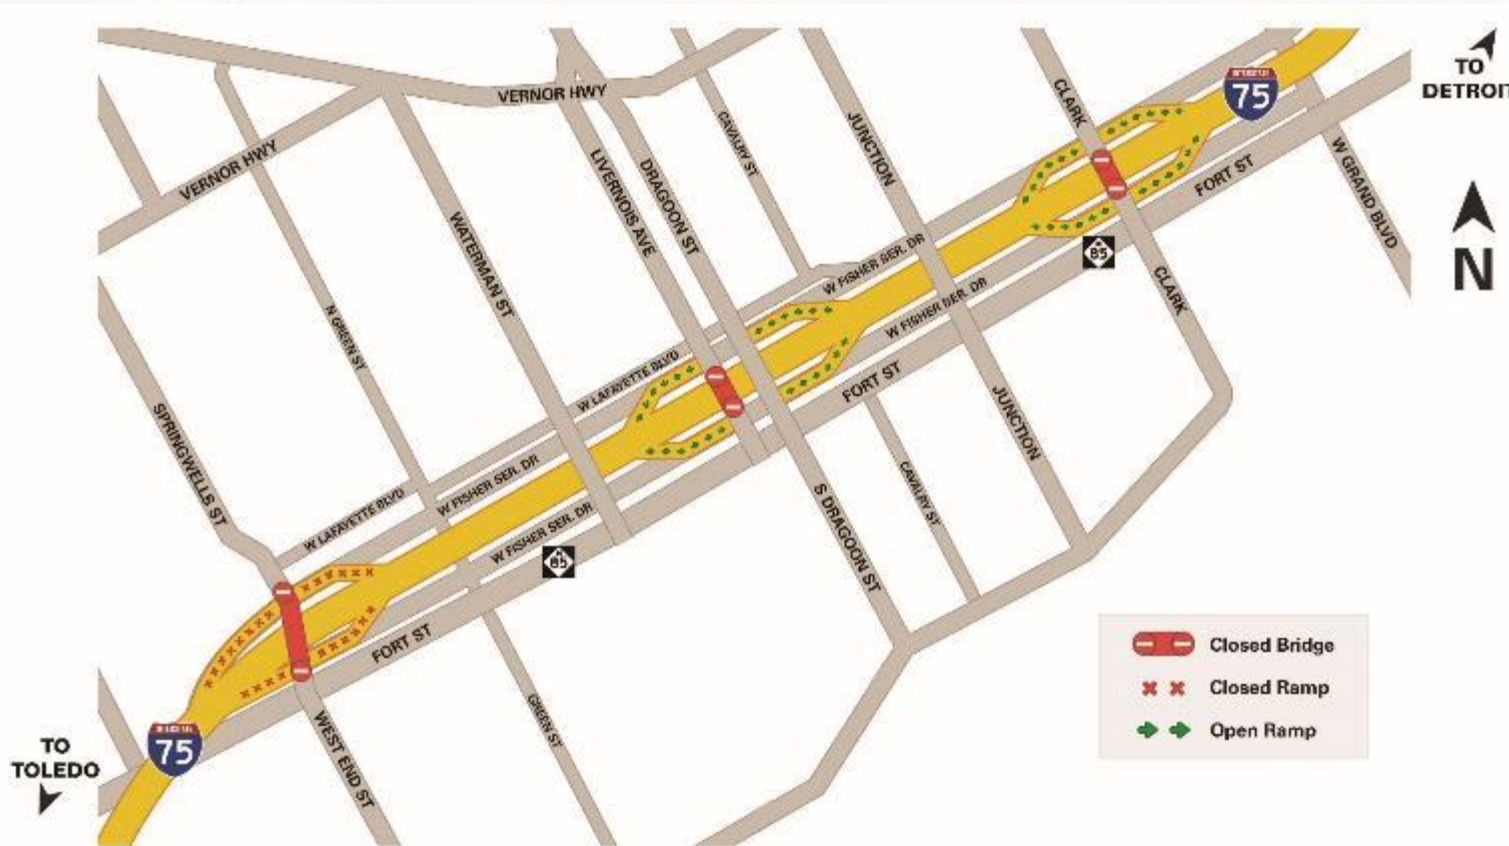 TO
DETROIT
75
VERNOR HWY
CLARK
CAVALRY ST
JUNCTION
VERNOR HWY
LIVERNOIS AVE
DRAGOON ST
W GRAND BLVD
FORT ST
N
WATERMAN ST
W FISHER SER. DR
M
85
CLARK
N GREEN ST
W FISHER SER. DR
W LAFAYETTE BLVD
FORT ST
JUNCTION
SPRINGWELLS ST
W FISHER SER. DR
CAVALRY ST
W LAFAYETTE BLVD
W FISHER SER. DR
S DRAGOON ST
M
85
FORT ST
Closed Bridge
Closed Ramp
Open Ramp
GREEN ST
WEST END ST
75
TO
TOLEDO